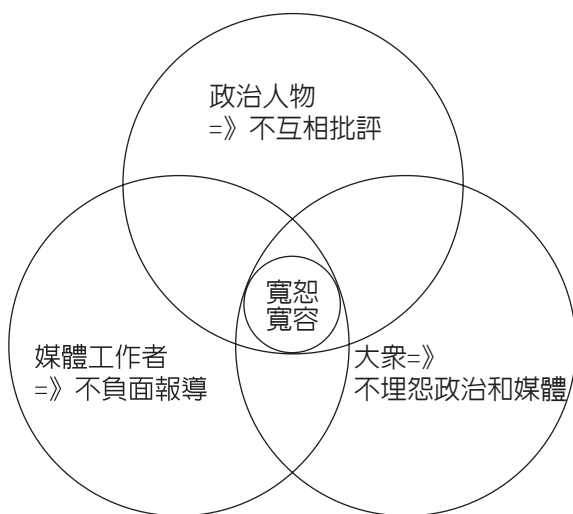 政治人物
=》不互相批評
寬恕
寬容
媒體工作者
=》不負面報導
大衆=》
不埋怨政治和媒體